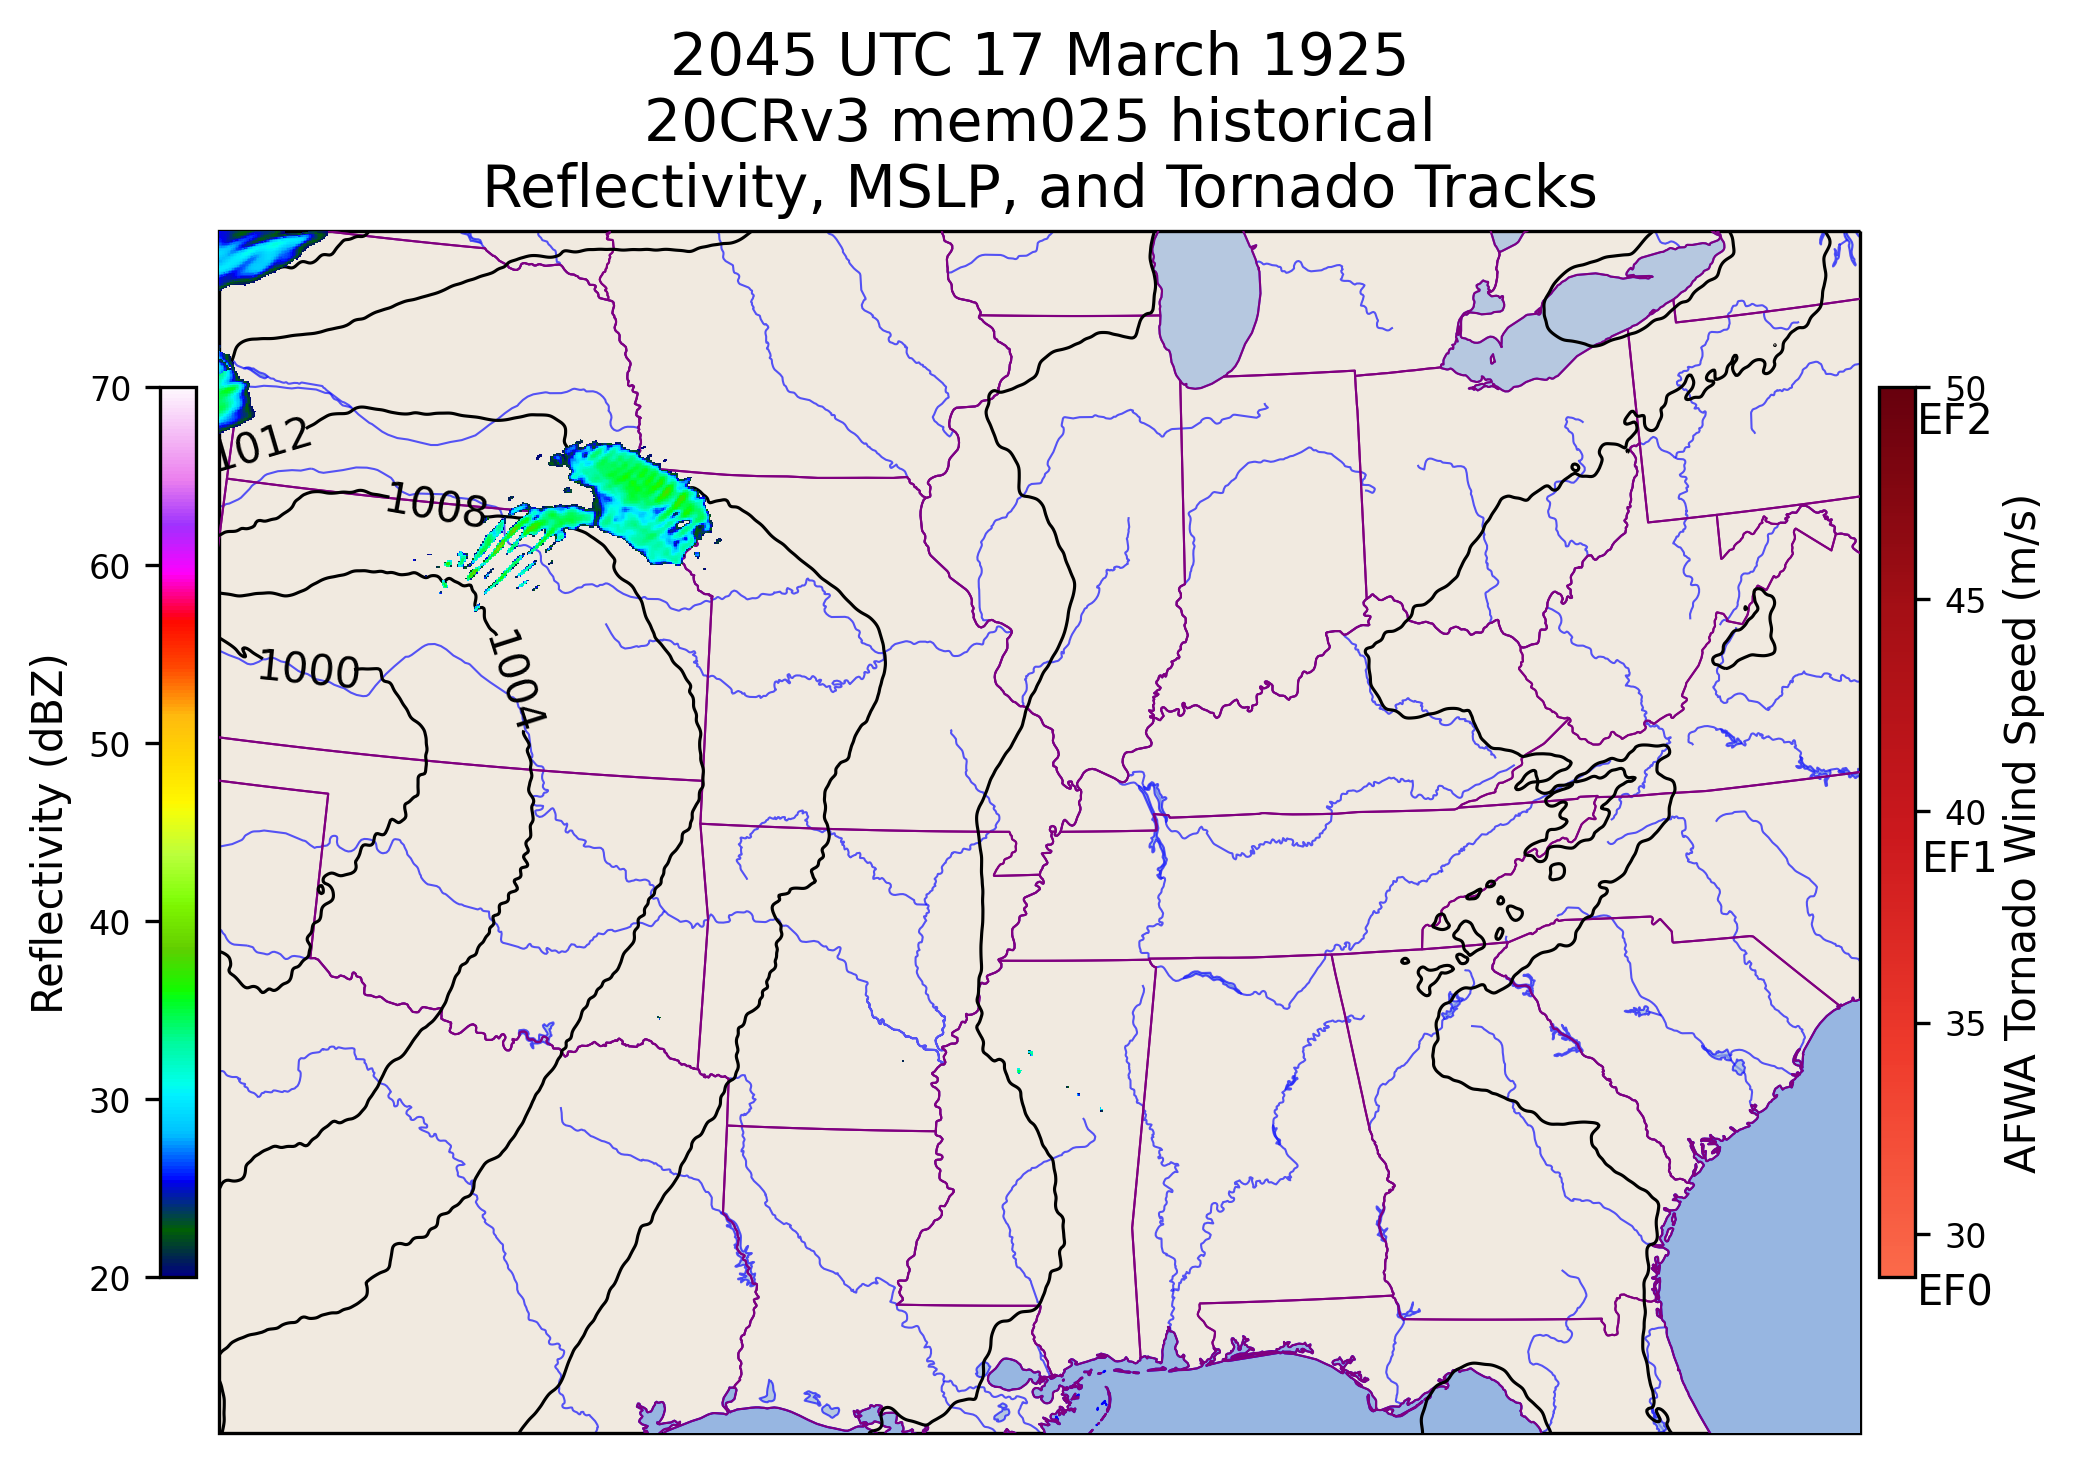 2045 UTC 17 March 1925
20CRv3 mem025 historical
Reflectivity, MSLP, and Tornado Tracks
70
60
50
40
30
20
Reflectivity (dBZ)
1012
1008
1004
1000
50
EF2
45
40
EF1
35
30
EF0
AFWA Tornado Wind Speed (m/s)